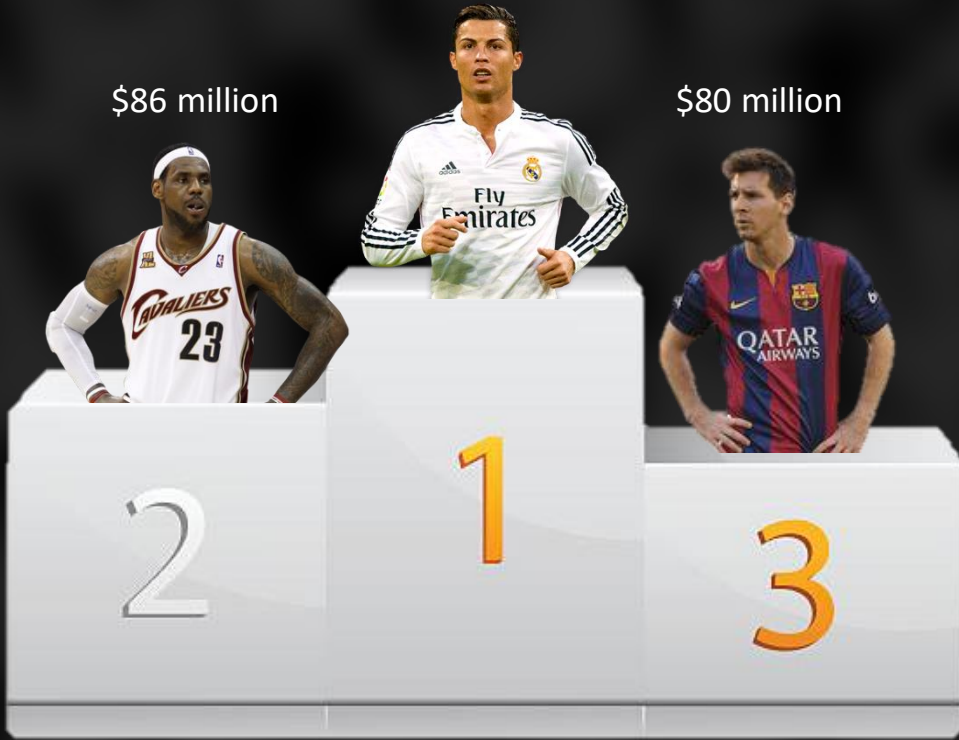 $86 million
$80 million
adidas
Fly
Emirates
CAVALIERS
23
QATAR
AIRWAYS
2
1
3